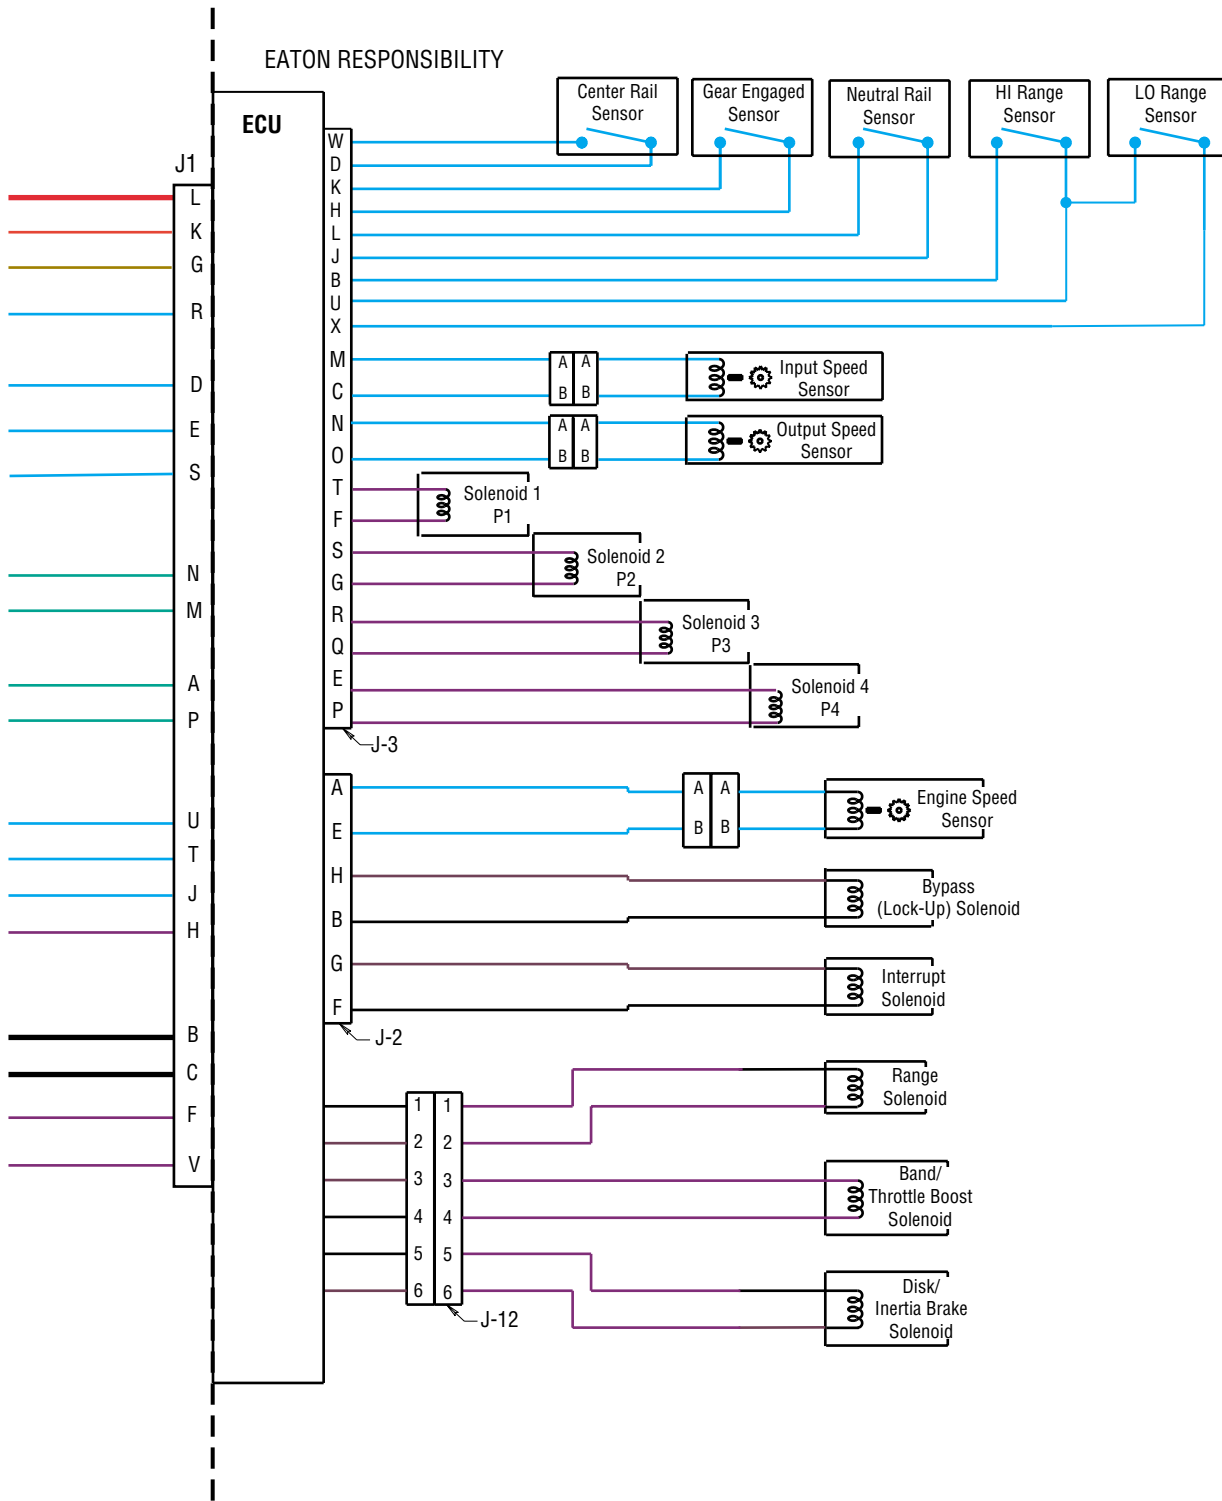 EATON RESPONSIBILITY
Center Rail
Sensor
Gear Engaged
Sensor
Neutral Rail
Sensor
HI Range
Sensor
LO Range
Sensor
ECU
J1
L
K
G
R
D
E
S
N
M
A
P
U
T
J
H
B
C
F
V
W
D
K
H
L
J
B
U
X
M
C
N
O
T
F
S
G
R
Q
E
P
J-3
A A
B B
Input Speed
Sensor
A A
B B
Output Speed
Sensor
Solenoid 1
P1
Solenoid 2
P2
Solenoid 3
P3
Solenoid 4
P4
A
E
H
B
G
F
J-2
A A
B B
Engine Speed
Sensor
Bypass
(Lock-Up) Solenoid
Interrupt
Solenoid
1 1
2 2
3 3
4 4
5 5
6 6
J-12
Range
Solenoid
Band/
Throttle Boost
Solenoid
Disk/
Inertia Brake
Solenoid